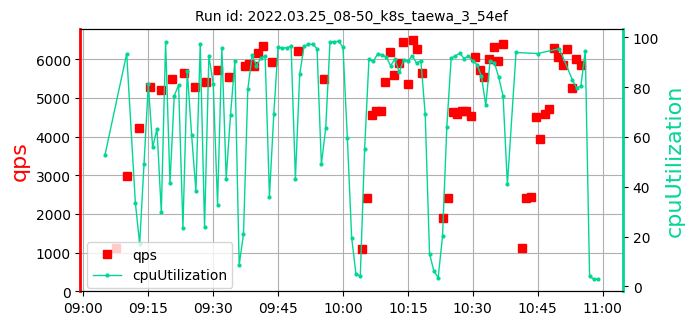 Run id: 2022.03.25_08-50_k8s_taewa_3_54ef
6000
5000
4000
3000
2000
1000
0
qps
100
80
60
40
20
0
cpuUtilization
qps
cpuUtilization
09:00 09:15 09:30 09:45 10:00 10:15 10:30 10:45 11:00